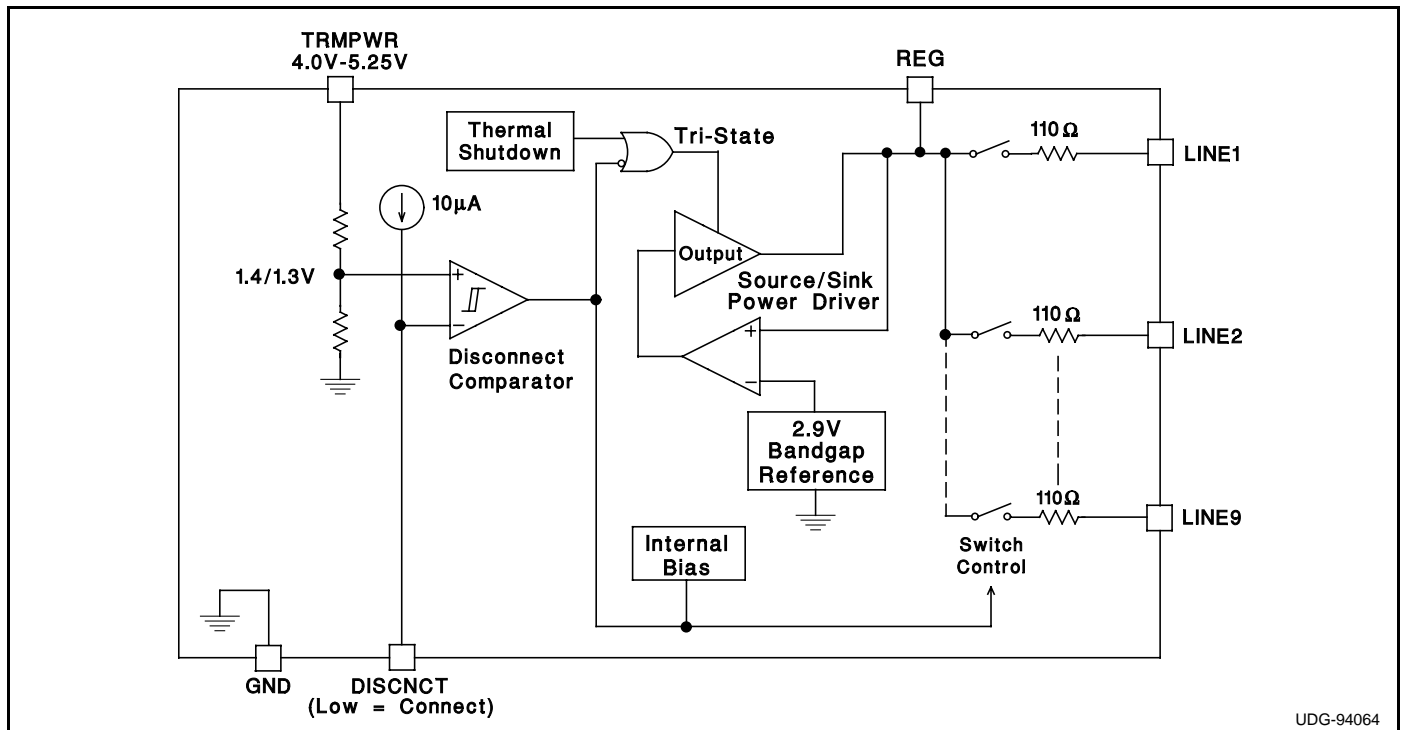 TRMPWR
4.0V-5.25V
REG
Thermal
Shutdown
Tri-State
110Ω
LINE1
10μA
Output
1.4/1.3V
+
−
Source/Sink
Power Driver
110Ω
LINE2
Disconnect
Comparator
+
−
2.9V
Bandgap
Reference
110Ω
LINE9
Internal
Bias
Switch
Control
GND
DISCNCT
(Low = Connect)
UDG-94064